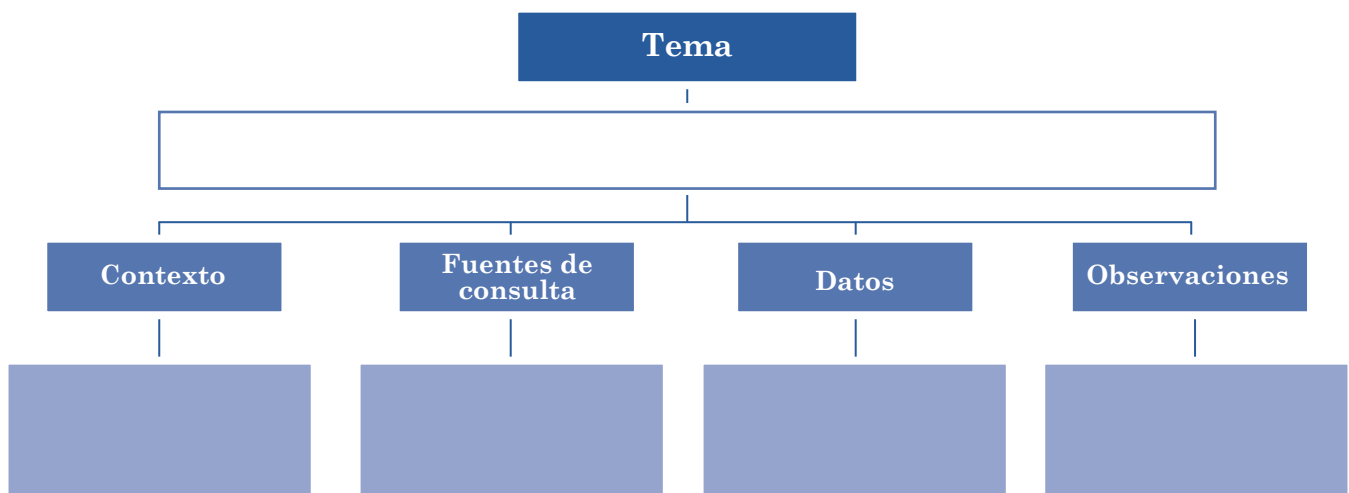 Tema
Contexto
Fuentes de
consulta
Datos
Observaciones